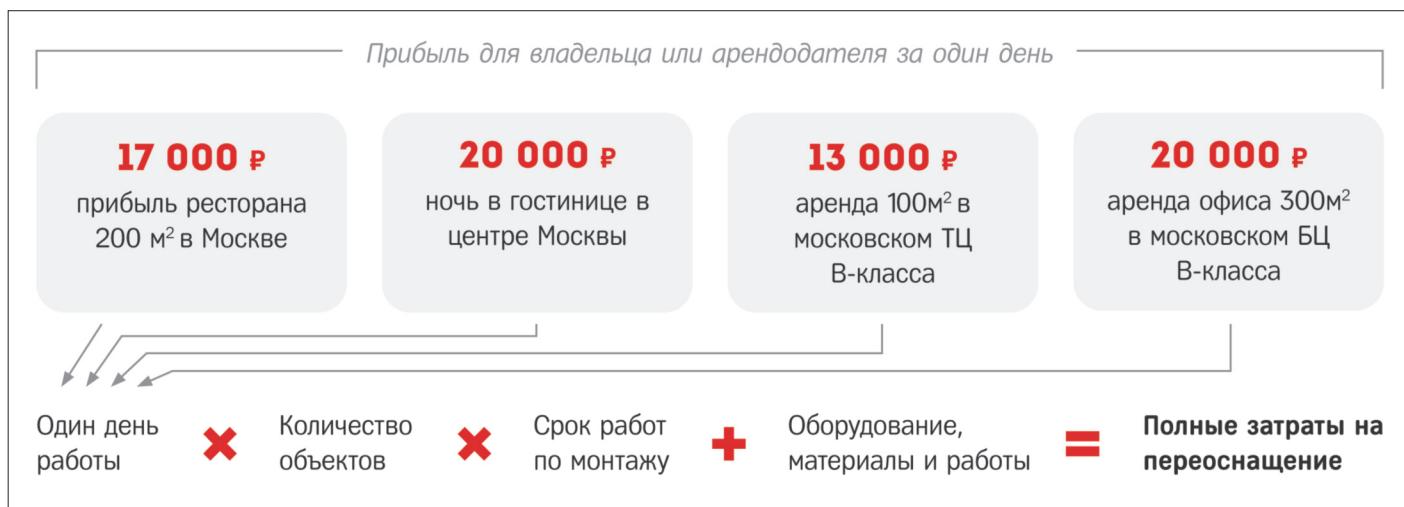 Прибыль для владельца или арендодателя за один день
17 000 ₽
прибыль ресторана
200 м² в Москве
20 000 ₽
ночь в гостинице в
центре Москвы
13 000 ₽
аренда 100м² в
московском ТЦ
В-класса
20 000 ₽
аренда офиса 300м²
в московском БЦ
В-класса
Один день
работы
×
Количество
объектов
×
Срок работ
по монтажу
+
Оборудование,
материалы и работы
=
Полные затраты на
переоснащение